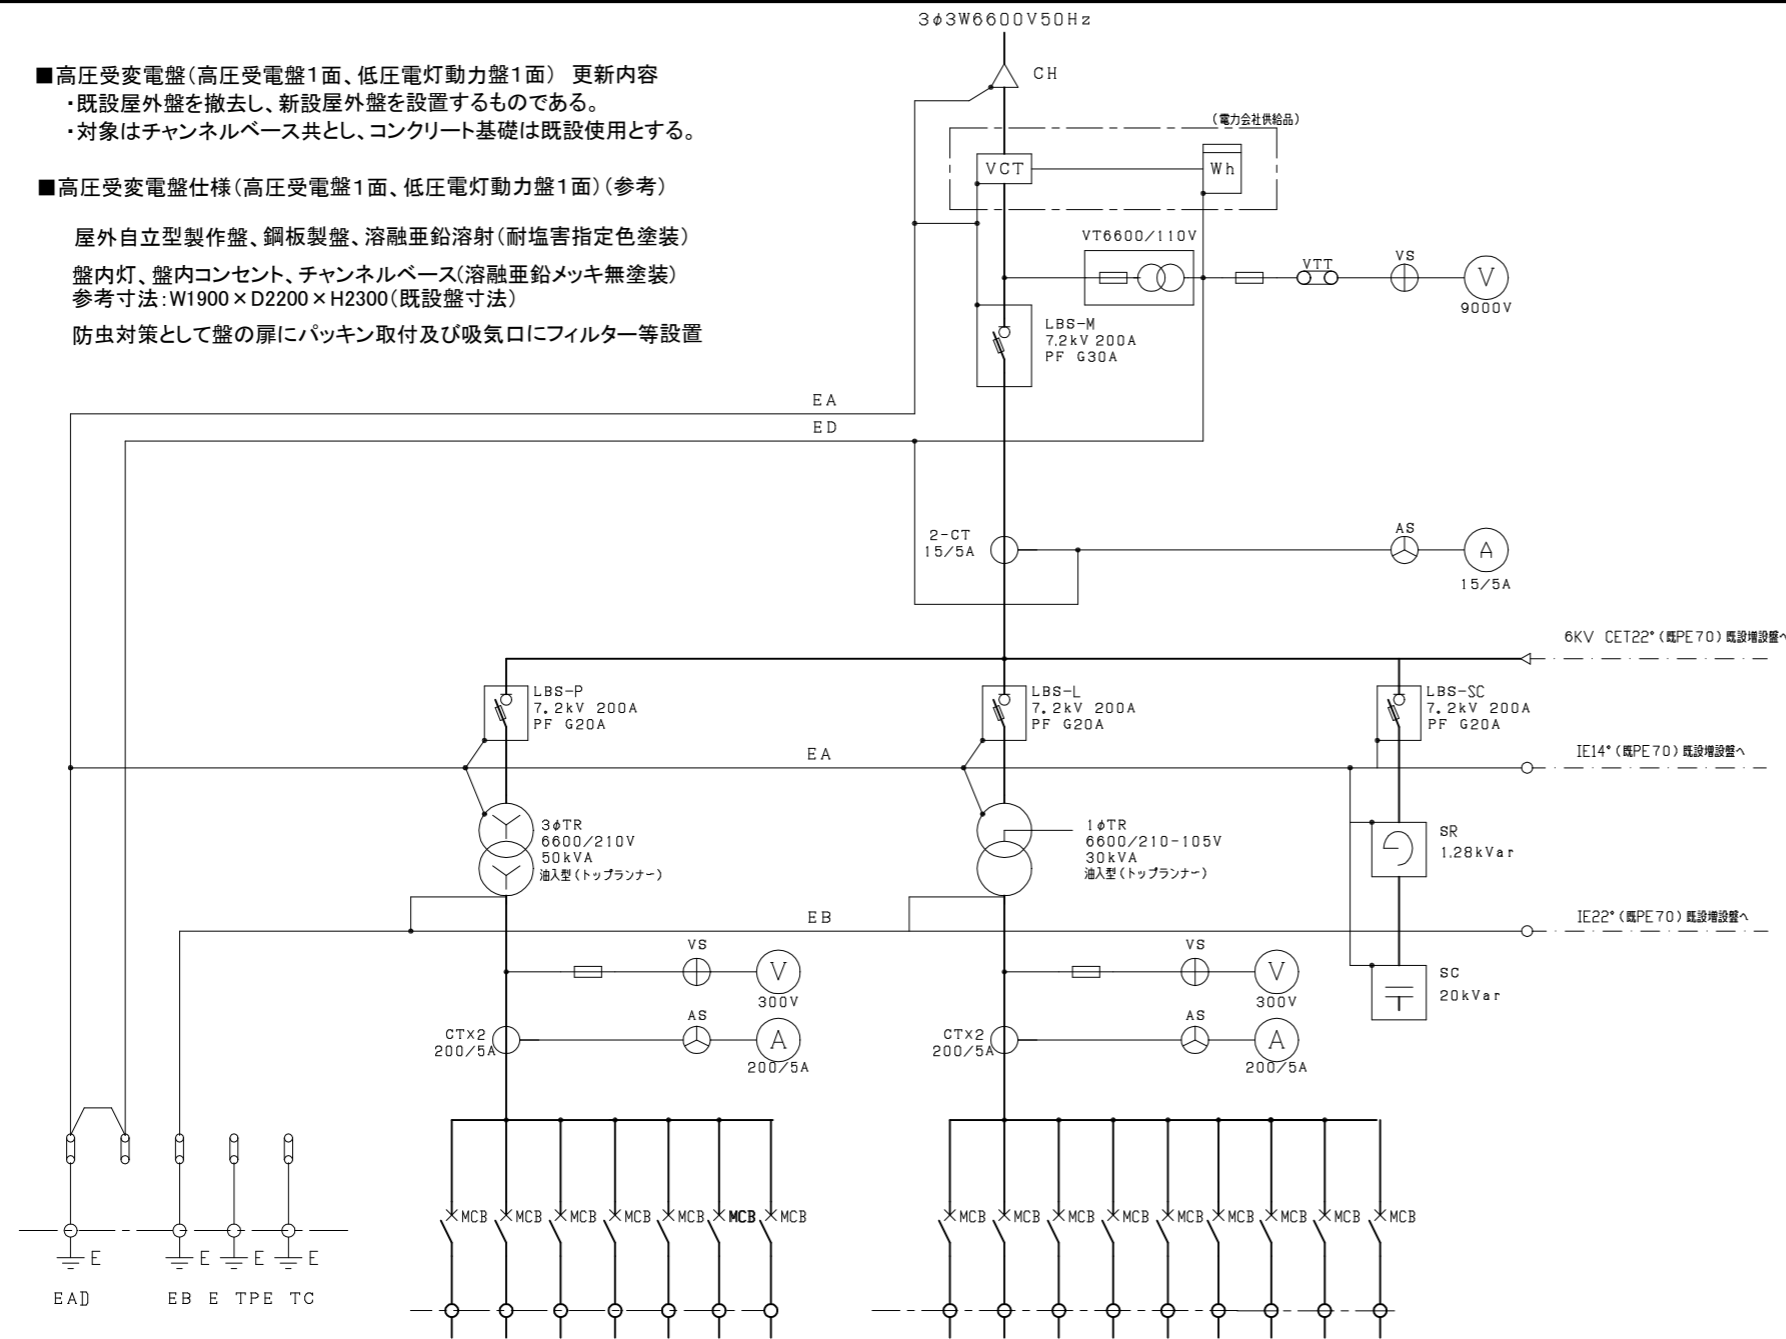 3φ3W6600V50Hz
■高圧受変電盤(高圧受電盤1面、低圧電灯動力盤1面) 更新内容
・既設屋外盤を撤去し、新設屋外盤を設置するものである。
・対象はチャンネルベース共とし、コンクリート基礎は既設使用とする。
■高圧受変電盤仕様(高圧受電盤1面、低圧電灯動力盤1面)(参考)
屋外自立型製作盤、鋼板製盤、溶融亜鉛溶射(耐塩害指定色塗装)
盤内灯、盤内コンセント、チャンネルベース(溶融亜鉛メッキ無塗装)
参考寸法:W1900×D2200×H2300(既設盤寸法)
防虫対策として盤の扉にパッキン取付及び吸気口にフィルター等設置
CH
(電力会社供給品)
VCT
Wh
VT6600/110V
VTT
VS
V
9000V
LBS-M
7.2kV 200A
PF G30A
EA
ED
2-CT
15/5A
AS
A
15/5A
6KV CET22° (既PE70) 既設増設盤へ
LBS-P
7.2kV 200A
PF G20A
LBS-L
7.2kV 200A
PF G20A
LBS-SC
7.2kV 200A
PF G20A
EA
IE14° (既PE70) 既設増設盤へ
3φTR
6600/210V
50kVA
油入型(トップランナー)
1φTR
6600/210-105V
30kVA
油入型(トップランナー)
SR
1.28kVar
EB
IE22° (既PE70) 既設増設盤へ
VS
V
300V
VS
V
300V
SC
20kVar
CT×2
200/5A
AS
A
200/5A
CT×2
200/5A
AS
A
200/5A
MCB MCB MCB MCB MCB MCB MCB
MCB MCB MCB MCB MCB MCB MCB MCB MCB
E E E E
EAD EB E TPE TC